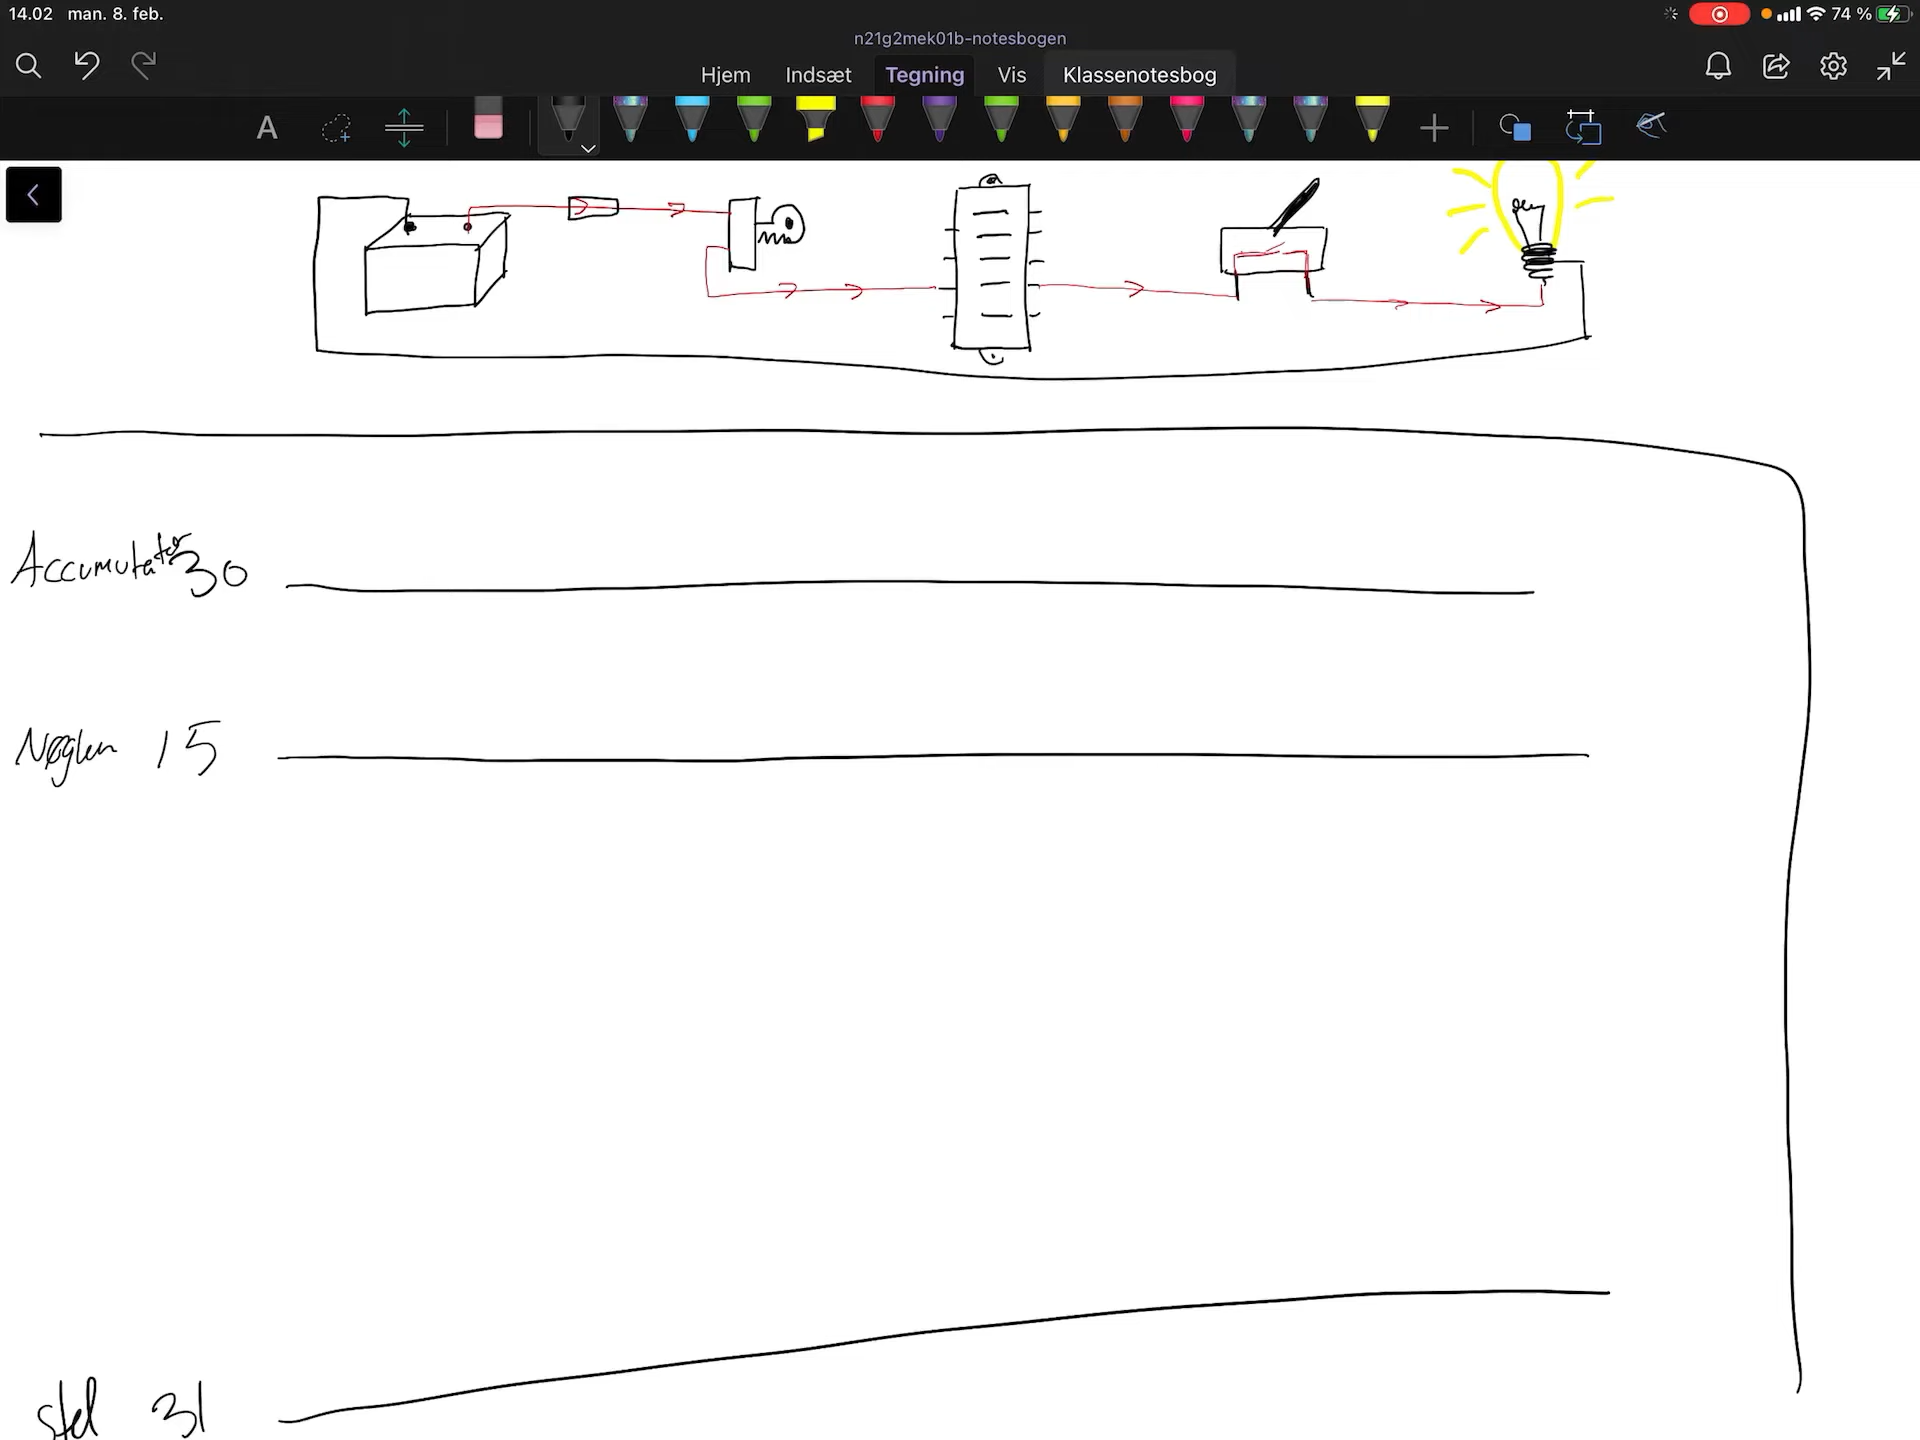 14.02 man. 8. feb. 74 %
n21g2mek01b-notesbogen
Hjem Indsæt Tegning Vis Klassenotesbog
A
Accumulator 30
Nøglen 15
stel 31